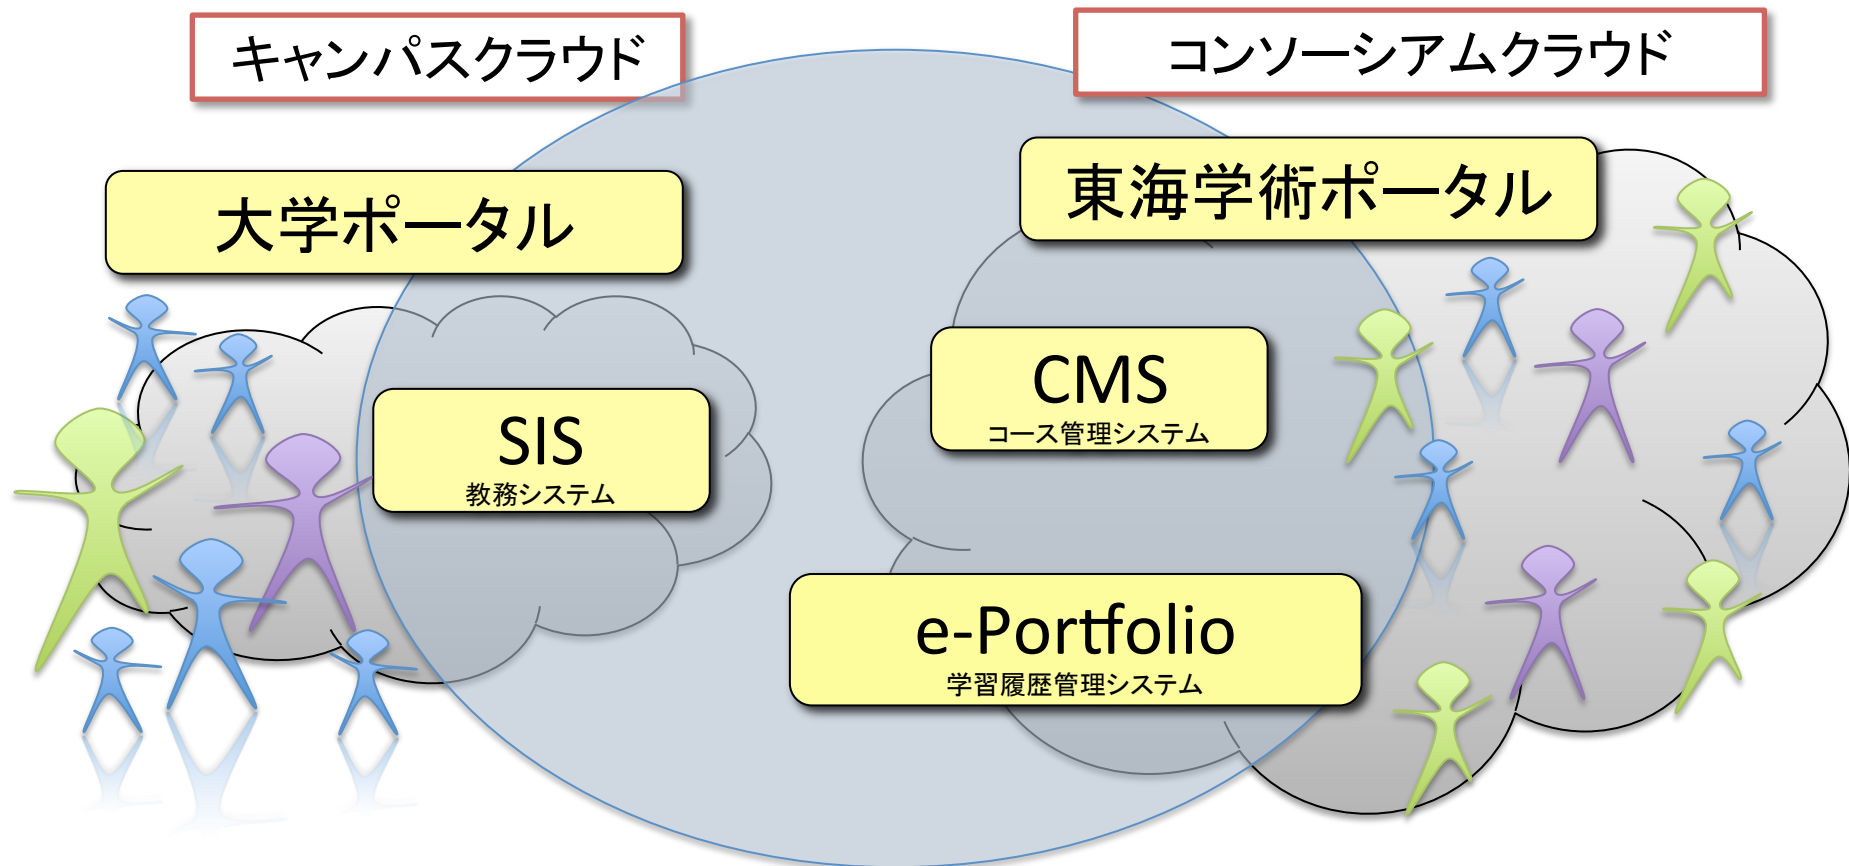 キャンパスクラウド
コンソーシアムクラウド
大学ポータル
東海学術ポータル
SIS
教務システム
CMS
コース管理システム
e-Portfolio
学習履歴管理システム